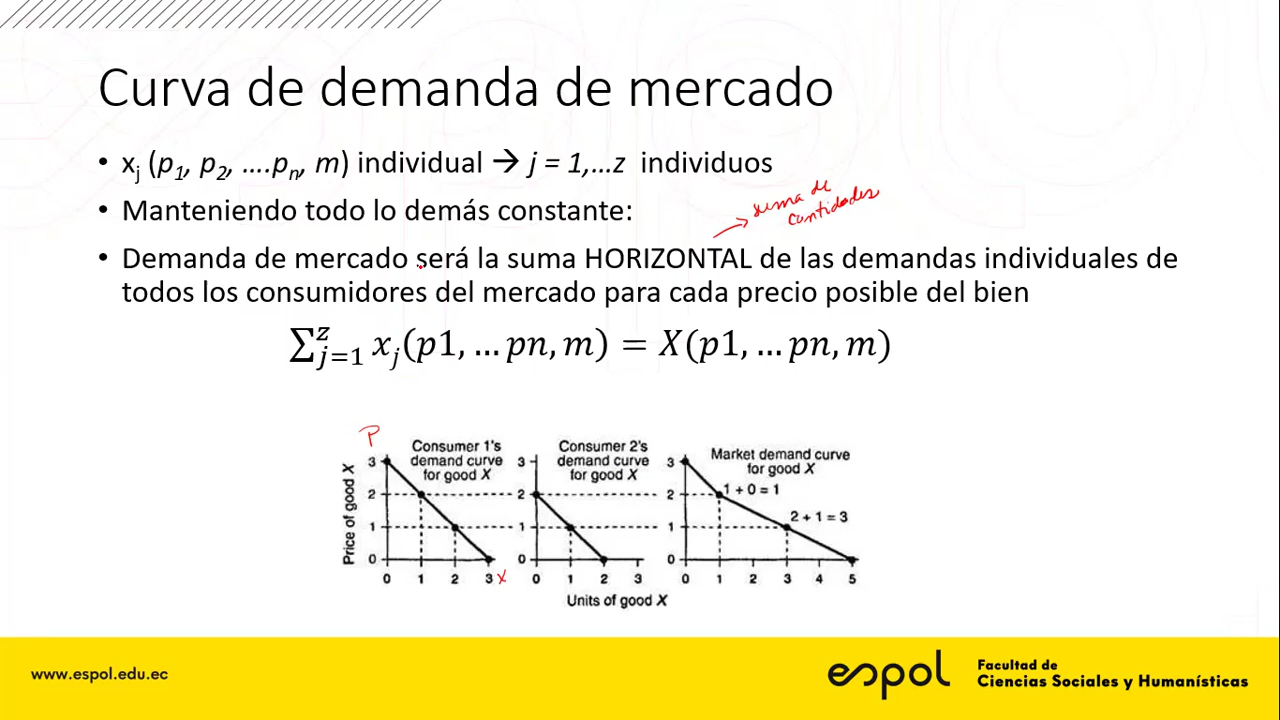 Curva de demanda de mercado
• xj (p1, p2, ….pn, m) individual → j = 1,…z individuos
• Manteniendo todo lo demás constante:
suma de
cantidades
• Demanda de mercado será la suma HORIZONTAL de las demandas individuales de
todos los consumidores del mercado para cada precio posible del bien
∑_{j=1}^{z} x_j(p1, … pn, m) = X(p1, … pn, m)
P
Consumer 1's
demand curve
for good X
Consumer 2's
demand curve
for good X
Market demand curve
for good X
Price of good X
3 3 3
2 2 2
1 + 0 = 1
1 1 1
2 + 1 = 3
0 0 0
0 1 2 3 X 0 1 2 3 0 1 2 3 4 5
Units of good X
www.espol.edu.ec
espol
Facultad de
Ciencias Sociales y Humanísticas